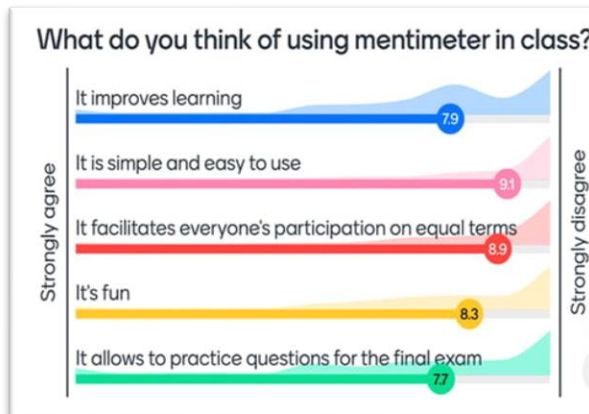 What do you think of using mentimeter in class?
Strongly agree
It improves learning
7.9
It is simple and easy to use
9.1
It facilitates everyone's participation on equal terms
8.9
It's fun
8.3
It allows to practice questions for the final exam
7.7
Strongly disagree